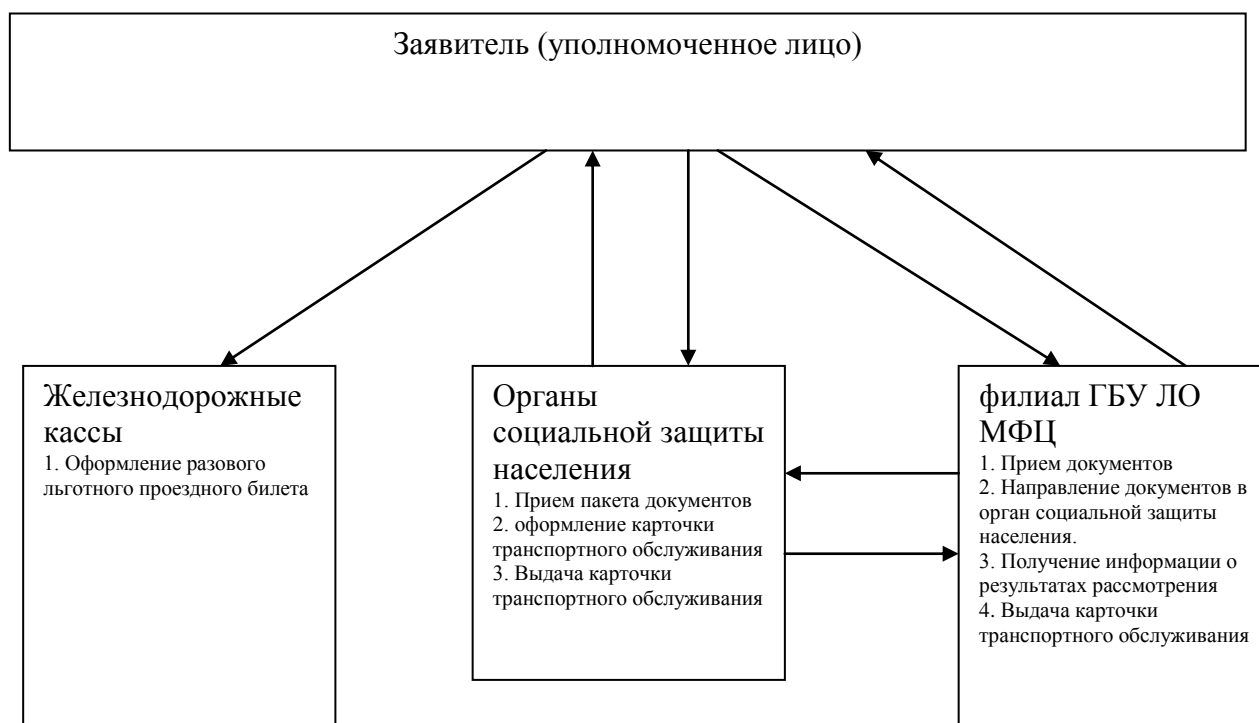 Заявитель (уполномоченное лицо)
Железнодорожные
кассы
1. Оформление разового
льготного проездного билета
Органы
социальной защиты
населения
1. Прием пакета документов
2. оформление карточки
транспортного обслуживания
3. Выдача карточки
транспортного обслуживания
филиал ГБУ ЛО
МФЦ
1. Прием документов
2. Направление документов в
орган социальной защиты
населения.
3. Получение информации о
результатах рассмотрения
4. Выдача карточки
транспортного обслуживания